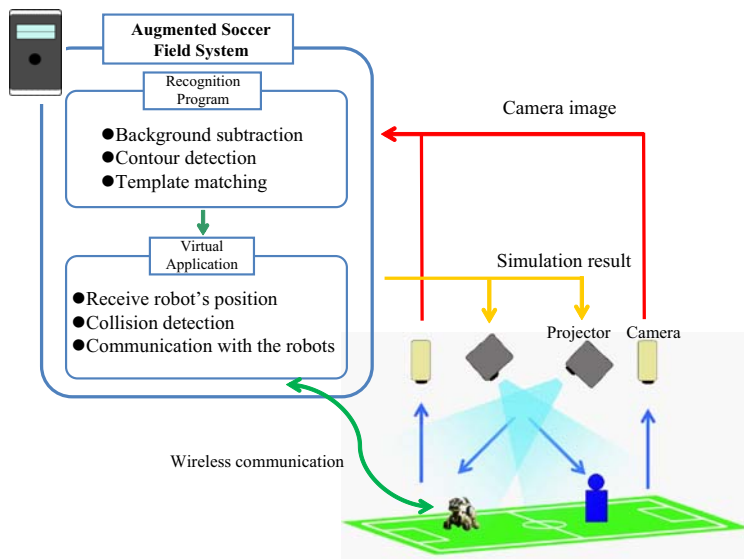 Augmented Soccer
Field System
Recognition
Program
●Background subtraction
●Contour detection
●Template matching
Virtual
Application
●Receive robot’s position
●Collision detection
●Communication with the robots
Camera image
Simulation result
Projector
Camera
Wireless communication